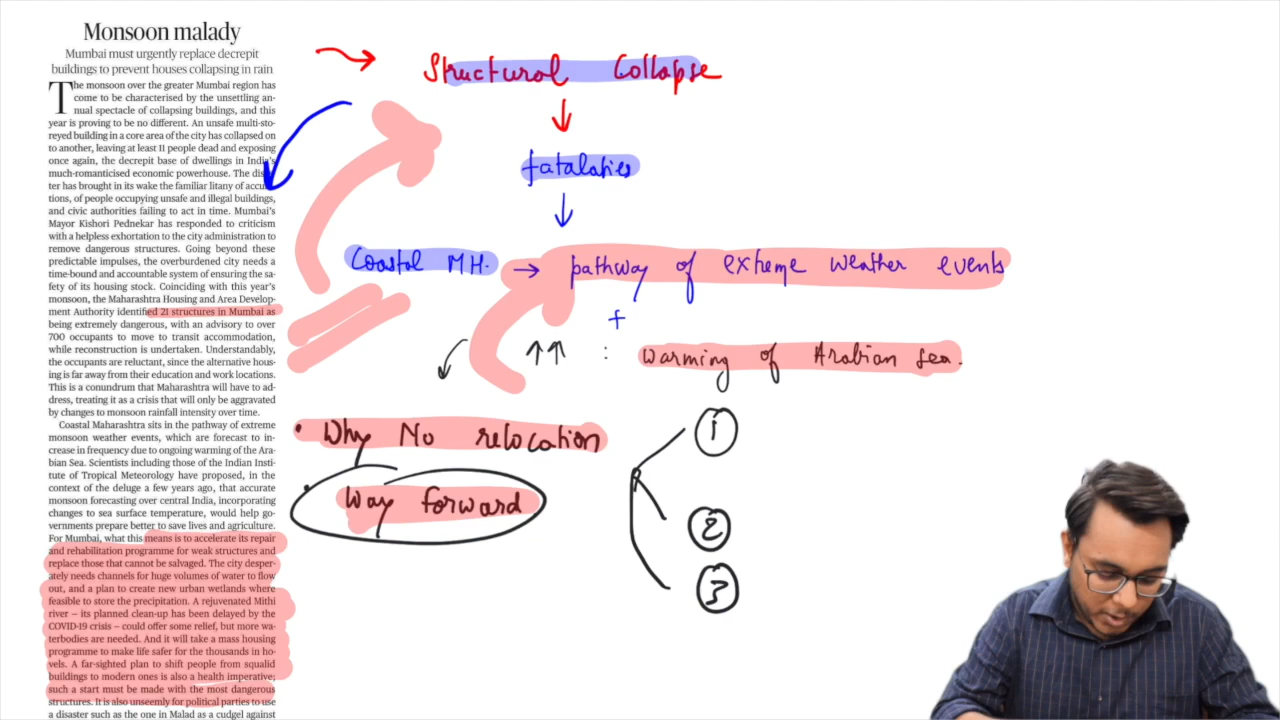 Monsoon malady
Mumbai must urgently replace decrepit
buildings to prevent houses collapsing in rain
The monsoon over the greater Mumbai region has
come to be characterised by the unsettling an-
nual spectacle of collapsing buildings, and this
year is proving to be no different. An unsafe multi-sto-
reyed building in a core area of the city has collapsed on
to another, leaving at least 11 people dead and exposing
once again, the decrepit base of dwellings in India's
much-romanticised economic powerhouse. The disas-
ter has brought in its wake the familiar litany of accusa-
tions, of people occupying unsafe and illegal buildings,
and civic authorities failing to act in time. Mumbai's
Mayor Kishori Pednekar has responded to criticism
with a helpless exhortation to the city administration to
remove dangerous structures. Going beyond these
predictable impulses, the overburdened city needs a
time-bound and accountable system of ensuring the sa-
fety of its housing stock. Coinciding with this year's
monsoon, the Maharashtra Housing and Area Develop-
ment Authority identified 21 structures in Mumbai as
being extremely dangerous, with an advisory to over
700 occupants to move to transit accommodation,
while reconstruction is undertaken. Understandably,
the occupants are reluctant, since the alternative hous-
ing is far away from their education and work locations.
This is a conundrum that Maharashtra will have to ad-
dress, treating it as a crisis that will only be aggravated
by changes to monsoon rainfall intensity over time.
Coastal Maharashtra sits in the pathway of extreme
monsoon weather events, which are forecast to in-
crease in frequency due to ongoing warming of the Ara-
bian Sea. Scientists including those of the Indian Insti-
tute of Tropical Meteorology have proposed, in the
context of the deluge a few years ago, that accurate
monsoon forecasting over central India, incorporating
changes to sea surface temperature, would help go-
vernments prepare better to save lives and agriculture.
For Mumbai, what this means is to accelerate its repair
and rehabilitation programme for weak structures and
replace those that cannot be salvaged. The city desper-
ately needs channels for huge volumes of water to flow
out, and a plan to create new urban wetlands where
feasible to store the precipitation. A rejuvenated Mithi
river – its planned clean-up has been delayed by the
COVID-19 crisis – could offer some relief, but more wa-
terbodies are needed. And it will take a mass housing
programme to make life safer for the thousands in ho-
vels. A far-sighted plan to shift people from squalid
buildings to modern ones is also a health imperative;
such a start must be made with the most dangerous
structures. It is also unseemly for political parties to use
a disaster such as the one in Malad as a cudgel against
Structural Collapse
fatalaties
Coastal MH. → pathway of extreme weather events
+
↑↑ : warming of Arabian sea.
• Why No relocation
• Way forward
1
2
3